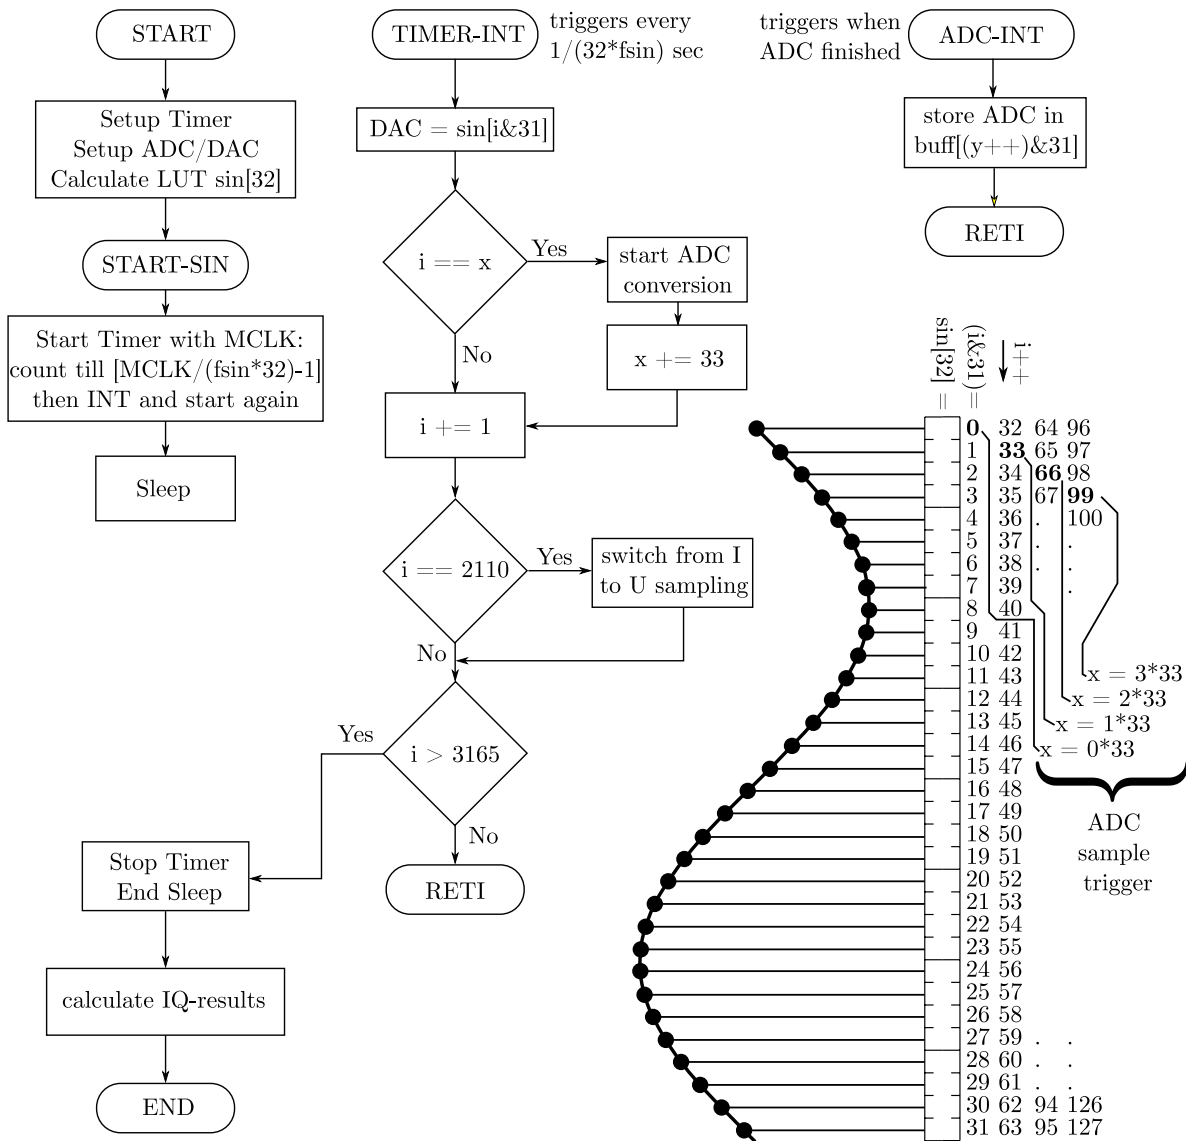 START
Setup Timer
Setup ADC/DAC
Calculate LUT sin[32]
START-SIN
Start Timer with MCLK:
count till [MCLK/(fsin*32)-1]
then INT and start again
Sleep
TIMER-INT
triggers every
1/(32*fsin) sec
DAC = sin[i&31]
i == x
Yes
start ADC
conversion
x += 33
No
i += 1
i == 2110
Yes
switch from I
to U sampling
No
i > 3165
Yes
No
RETI
Stop Timer
End Sleep
calculate IQ-results
END
triggers when
ADC finished
ADC-INT
store ADC in
buff[(y++)&31]
RETI
sin[32] =
(i&31)=
i++
0 32 64 96
1 33 65 97
2 34 66 98
3 35 67 99
4 36 . 100
5 37 . .
6 38 . .
7 39 .
8 40
9 41
10 42
11 43
12 44
13 45
14 46
15 47
16 48
17 49
18 50
19 51
20 52
21 53
22 54
23 55
24 56
25 57
26 58
27 59 . .
28 60 . .
29 61 . .
30 62 94 126
31 63 95 127
x = 3*33
x = 2*33
x = 1*33
x = 0*33
ADC
sample
trigger